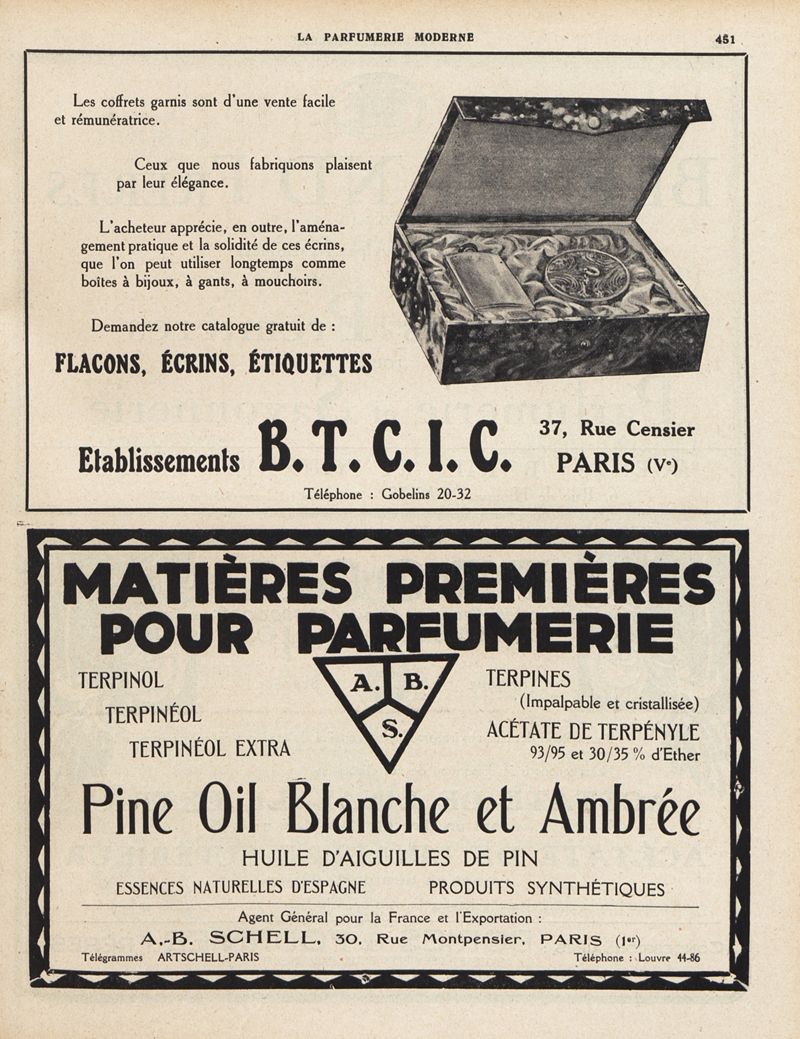 LA PARFUMERIE MODERNE
451
Les coffrets garnis sont d'une vente facile
et rémunératrice.
Ceux que nous fabriquons plaisent
par leur élégance.
L'acheteur apprécie, en outre, l'aména-
gement pratique et la solidité de ces écrins,
que l'on peut utiliser longtemps comme
boîtes à bijoux, à gants, à mouchoirs.
Demandez notre catalogue gratuit de :
FLACONS, ÉCRINS, ÉTIQUETTES
Etablissements B.T.C.I.C.
37, Rue Censier
PARIS (Ve)
Téléphone : Gobelins 20-32
MATIÈRES PREMIÈRES
POUR PARFUMERIE
A. B.
S.
TERPINOL
TERPINÉOL
TERPINÉOL EXTRA
TERPINES
(Impalpable et cristallisée)
ACÉTATE DE TERPÉNYLE
93/95 et 30/35 % d'Ether
Pine Oil Blanche et Ambrée
HUILE D'AIGUILLES DE PIN
ESSENCES NATURELLES D'ESPAGNE PRODUITS SYNTHÉTIQUES
Agent Général pour la France et l'Exportation :
A.-B. SCHELL, 30, Rue Montpensier, PARIS (1er)
Télégrammes ARTSCHELL-PARIS Téléphone : Louvre 44-86